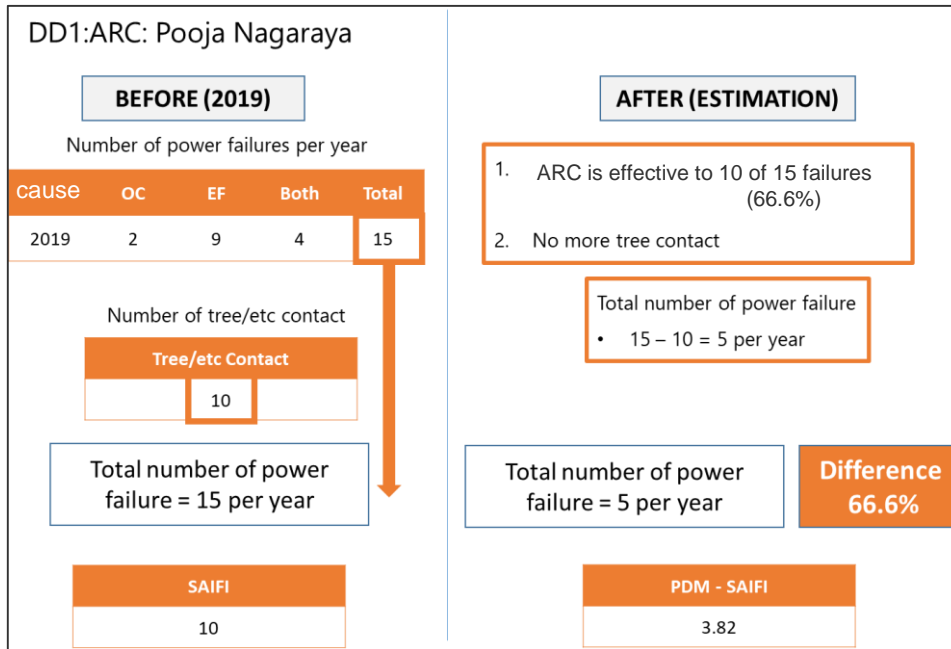 DD1:ARC: Pooja Nagaraya
BEFORE (2019)
Number of power failures per year
cause OC EF Both Total
2019 2 9 4 15
Number of tree/etc contact
Tree/etc Contact
10
Total number of power
failure = 15 per year
SAIFI
10
AFTER (ESTIMATION)
1. ARC is effective to 10 of 15 failures
(66.6%)
2. No more tree contact
Total number of power failure
• 15 – 10 = 5 per year
Total number of power
failure = 5 per year
Difference
66.6%
PDM - SAIFI
3.82